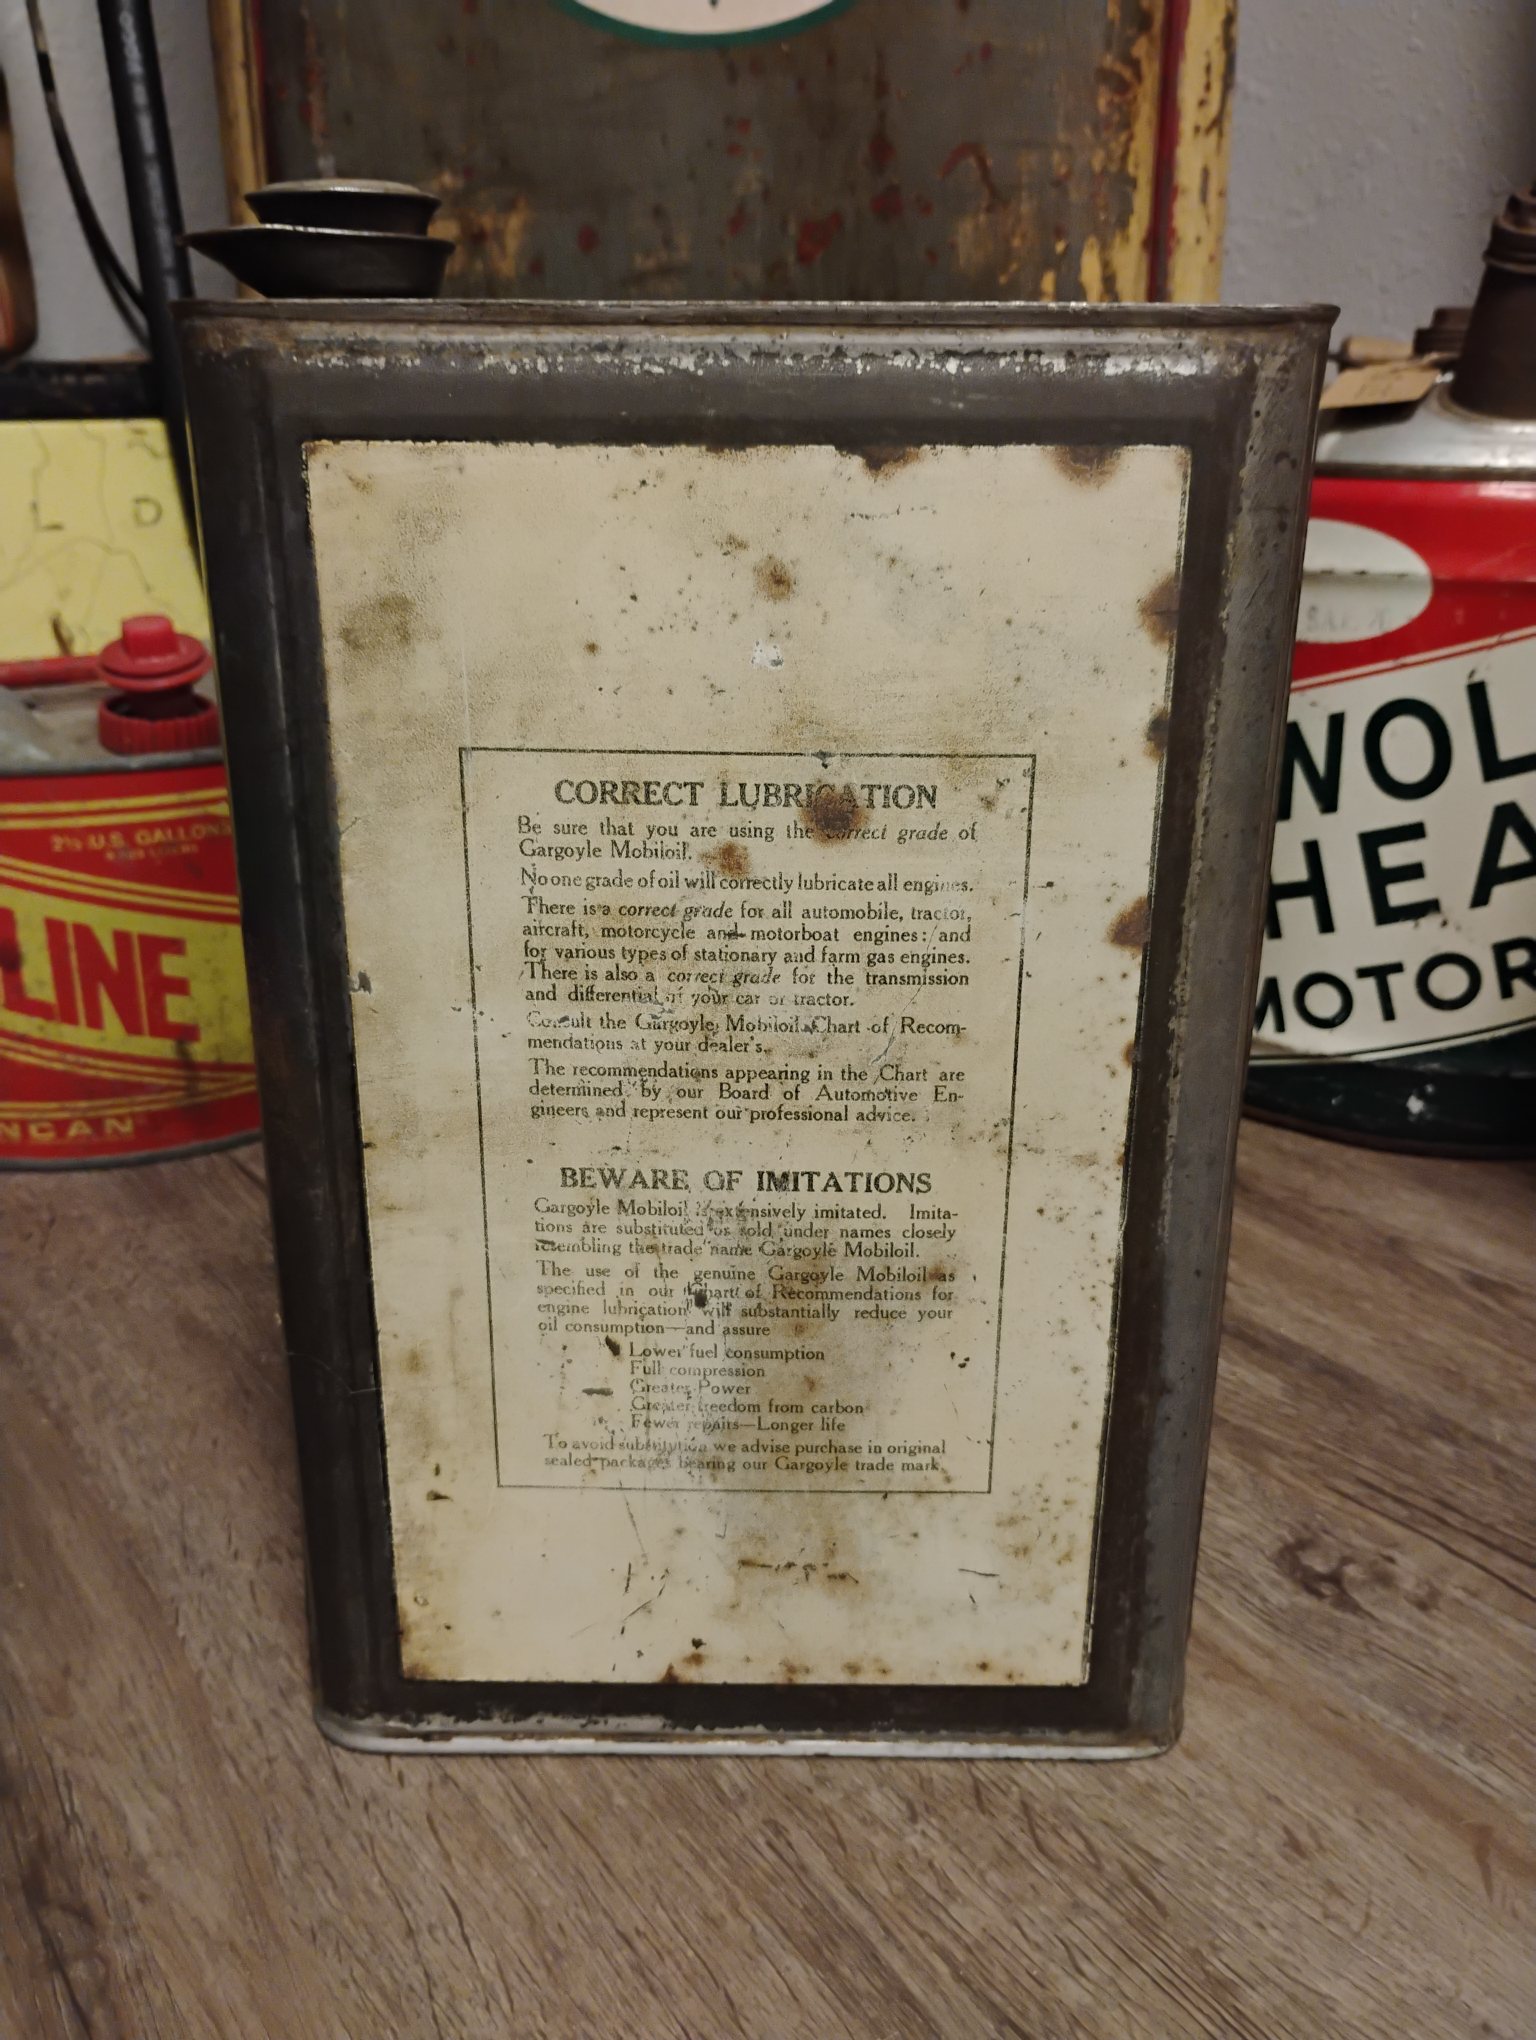 CORRECT LUBRICATION
Be sure that you are using the correct grade of
Gargoyle Mobiloil.
No one grade of oil will correctly lubricate all engines.
There is a correct grade for all automobile, tractor,
aircraft, motorcycle and motorboat engines; and
for various types of stationary and farm gas engines.
There is also a correct grade for the transmission
and differential of your car or tractor.
Consult the Gargoyle Mobiloil Chart of Recom-
mendations at your dealer's.
The recommendations appearing in the Chart are
determined by our Board of Automotive En-
gineers and represent our professional advice.
BEWARE OF IMITATIONS
Gargoyle Mobiloil is extensively imitated. Imita-
tions are substituted or sold under names closely
resembling the trade name Gargoyle Mobiloil.
The use of the genuine Gargoyle Mobiloil as
specified in our Chart of Recommendations for
engine lubrication will substantially reduce your
oil consumption—and assure
Lower fuel consumption
Full compression
Greater Power
Greater freedom from carbon
Fewer repairs—Longer life
To avoid substitution we advise purchase in original
sealed packages bearing our Gargoyle trade mark.
L D
2½ U.S. GALLONS
LINE
NCAN
WOL
HEA
MOTOR